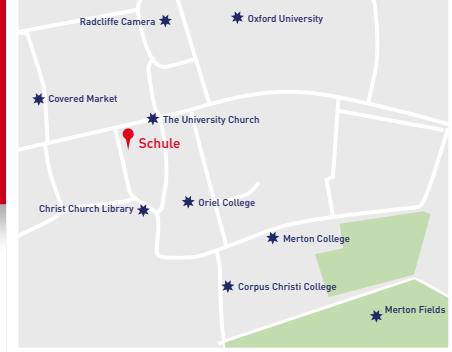 Oxford University
Radcliffe Camera
Covered Market
The University Church
Schule
Oriel College
Christ Church Library
Merton College
Corpus Christi College
Merton Fields